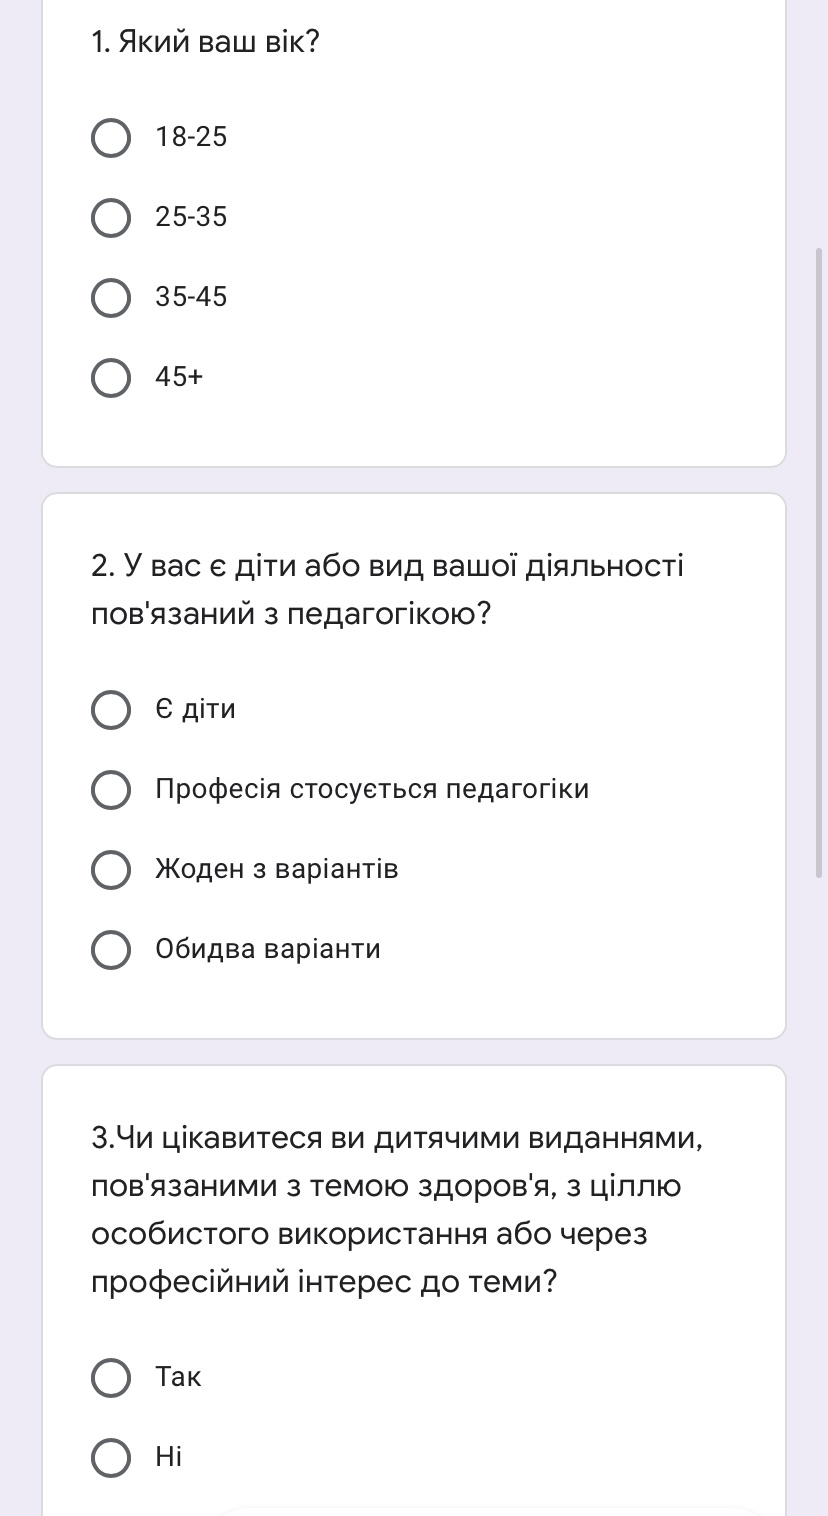 1. Який ваш вік?
18-25
25-35
35-45
45+
2. У вас є діти або вид вашої діяльності
пов'язаний з педагогікою?
Є діти
Професія стосується педагогіки
Жоден з варіантів
Обидва варіанти
3.Чи цікавитеся ви дитячими виданнями,
пов'язаними з темою здоров'я, з ціллю
особистого використання або через
професійний інтерес до теми?
Так
Ні